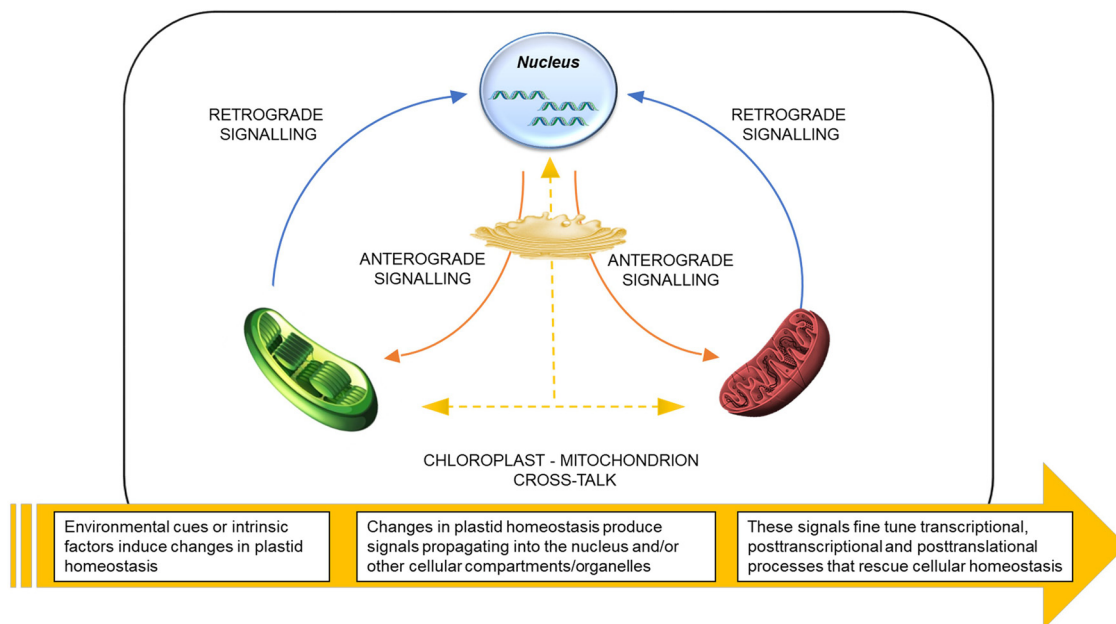 Nucleus
RETROGRADE
SIGNALLING
RETROGRADE
SIGNALLING
ANTEROGRADE
SIGNALLING
ANTEROGRADE
SIGNALLING
CHLOROPLAST - MITOCHONDRION
CROSS-TALK
Environmental cues or intrinsic
factors induce changes in plastid
homeostasis
Changes in plastid homeostasis produce
signals propagating into the nucleus and/or
other cellular compartments/organelles
These signals fine tune transcriptional,
posttranscriptional and posttranslational
processes that rescue cellular homeostasis